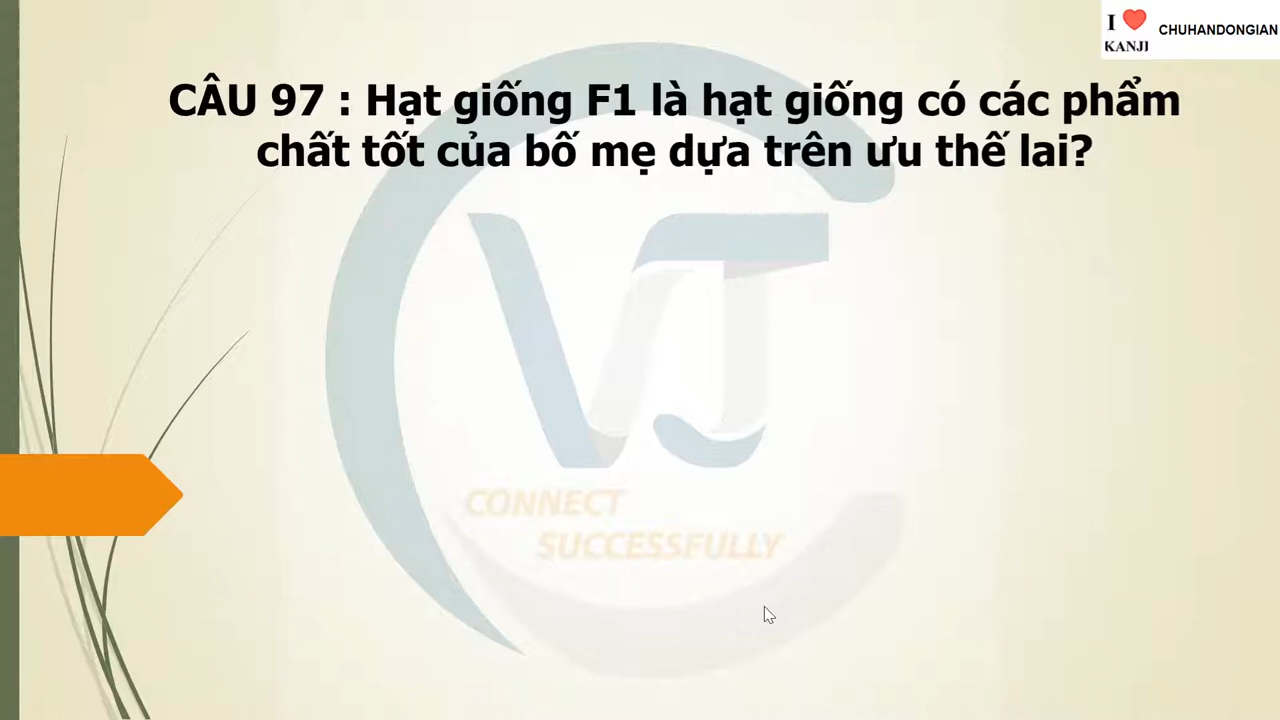 I ❤️ KANJI
CHUHANDONGIAN
CÂU 97 : Hạt giống F1 là hạt giống có các phẩm
chất tốt của bố mẹ dựa trên ưu thế lai?
VJT
CONNECT
SUCCESSFULLY